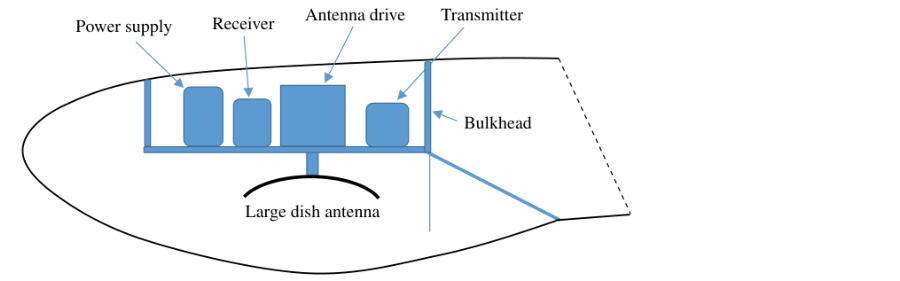 Power supply
Receiver
Antenna drive
Transmitter
Bulkhead
Large dish antenna